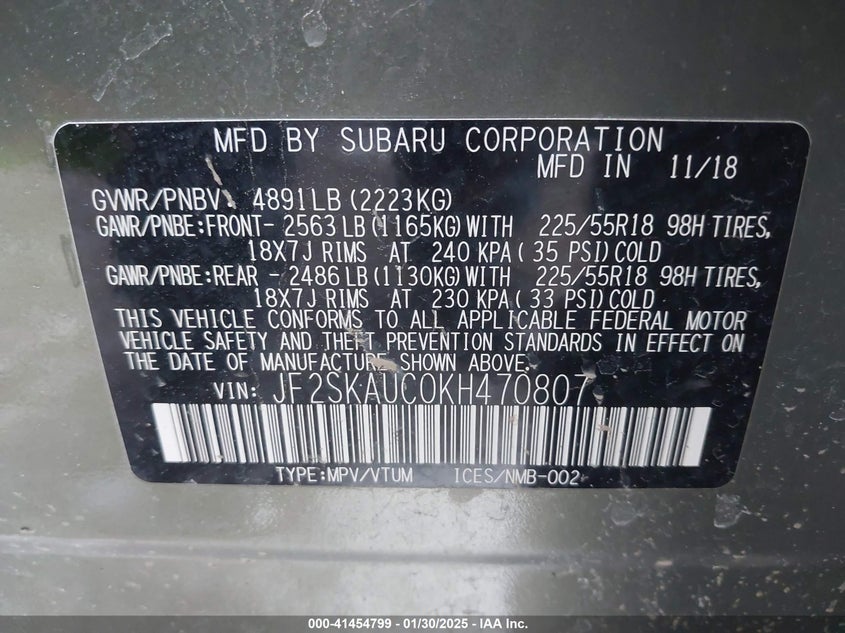 MFD BY SUBARU CORPORATION
MFD IN 11/18
GVWR/PNBV 4891LB(2223KG)
GAWR/PNBE:FRONT- 2563LB(1165KG)WITH 225/55R18 98H TIRES,
18X7J RIMS AT 240 KPA( 35 PSI)COLD
GAWR/PNBE:REAR - 2486LB(1130KG)WITH 225/55R18 98H TIRES,
18X7J RIMS AT 230 KPA( 33 PSI)COLD
THIS VEHICLE CONFORMS TO ALL APPLICABLE FEDERAL MOTOR
VEHICLE SAFETY AND THEFT PREVENTION STANDARDS IN EFFECT ON
THE DATE OF MANUFACTURE SHOWN ABOVE.
VIN: JF2SKAUC0KH470807
TYPE:MPV/VTUM ICES/NMB-002
000-41454799 - 01/30/2025 - IAA Inc.